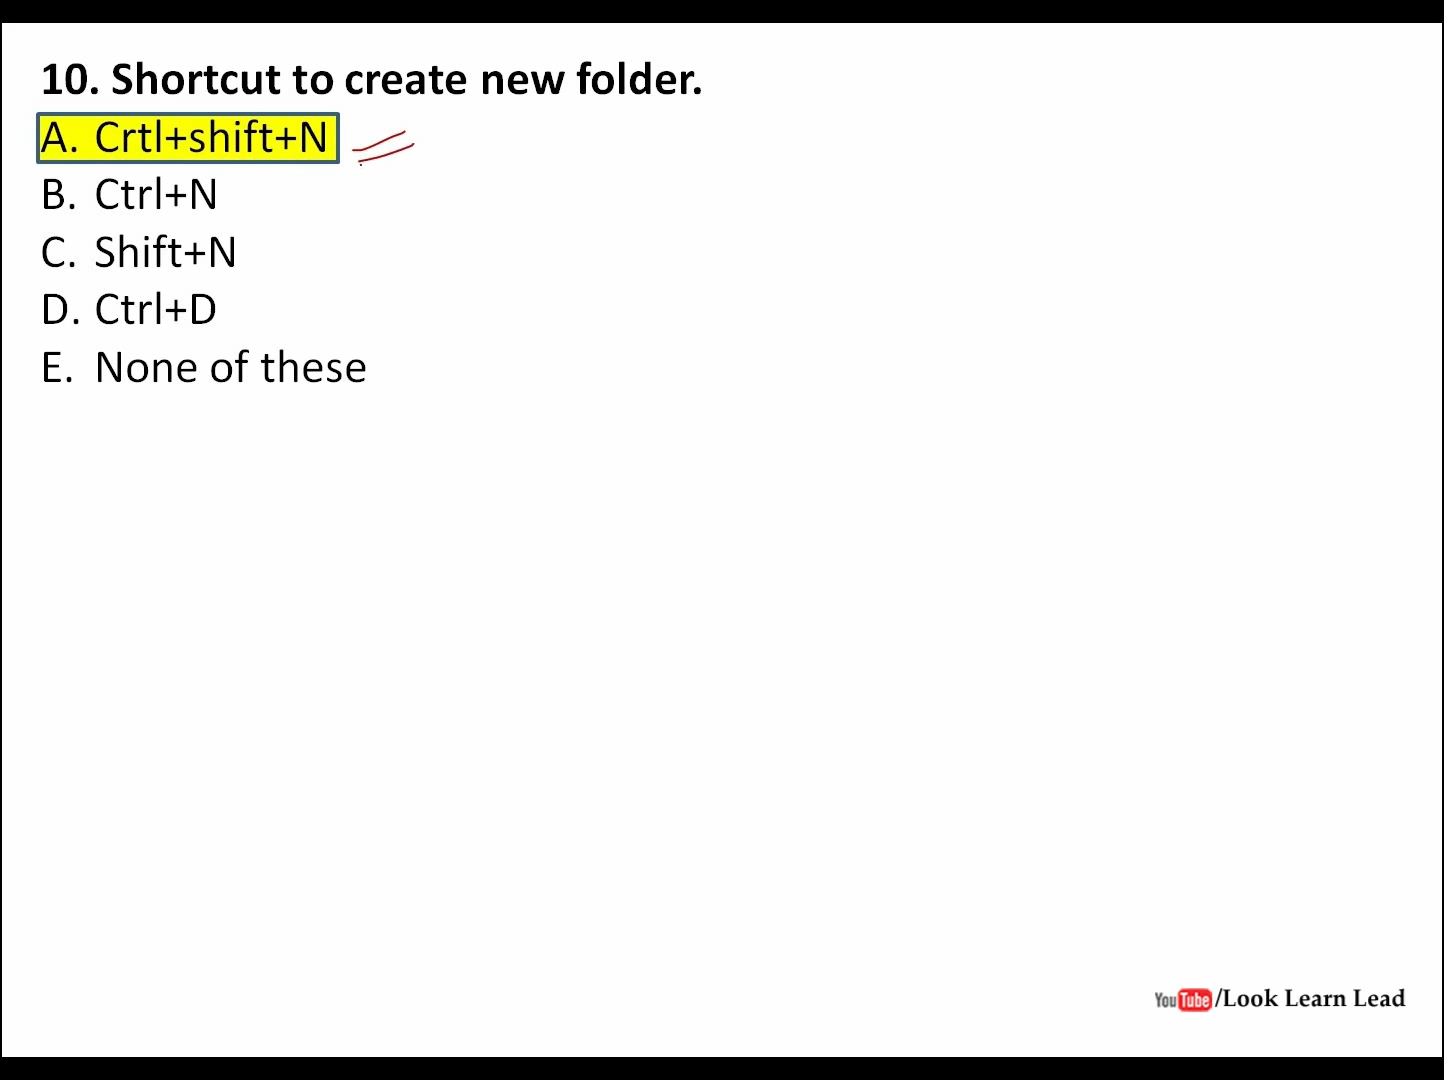 10. Shortcut to create new folder.
A. Crtl+shift+N
B. Ctrl+N
C. Shift+N
D. Ctrl+D
E. None of these
YouTube/Look Learn Lead